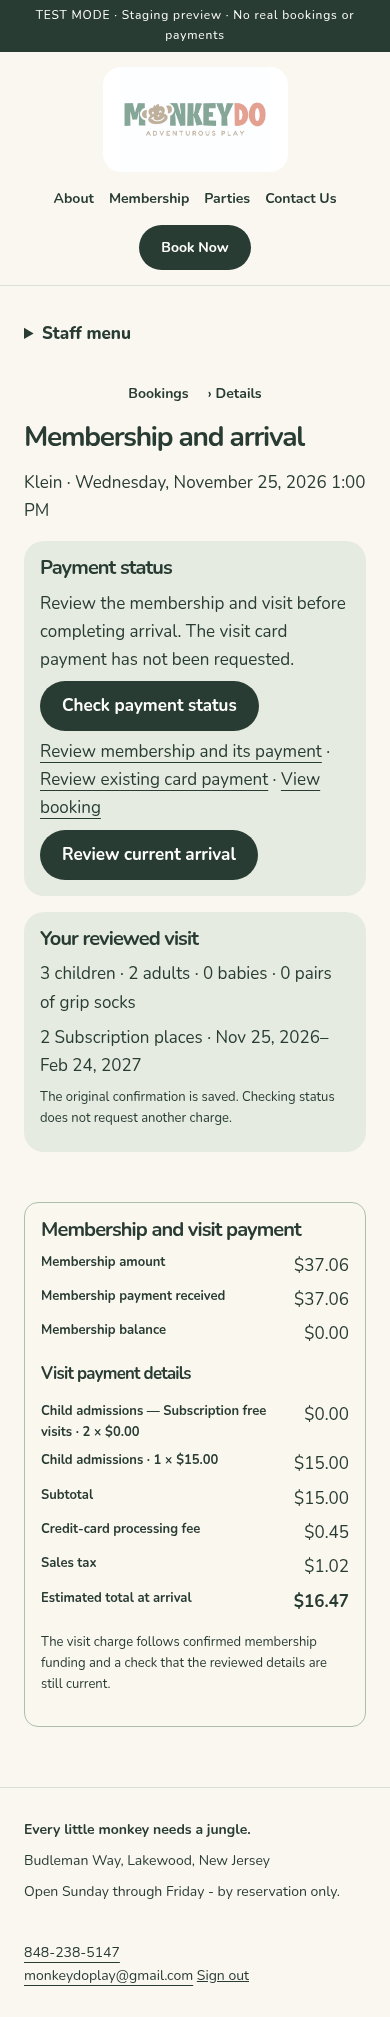 TEST MODE · Staging preview · No real bookings or
payments
MONKEYDO
ADVENTUROUS PLAY
About Membership Parties Contact Us
Book Now
Staff menu
Bookings › Details
Membership and arrival
Klein · Wednesday, November 25, 2026 1:00
PM
Payment status
Review the membership and visit before
completing arrival. The visit card
payment has not been requested.
Check payment status
Review membership and its payment ·
Review existing card payment · View
booking
Review current arrival
Your reviewed visit
3 children · 2 adults · 0 babies · 0 pairs
of grip socks
2 Subscription places · Nov 25, 2026–
Feb 24, 2027
The original confirmation is saved. Checking status
does not request another charge.
Membership and visit payment
Membership amount $37.06
Membership payment received $37.06
Membership balance $0.00
Visit payment details
Child admissions — Subscription free $0.00
visits · 2 × $0.00
Child admissions · 1 × $15.00 $15.00
Subtotal $15.00
Credit-card processing fee $0.45
Sales tax $1.02
Estimated total at arrival $16.47
The visit charge follows confirmed membership
funding and a check that the reviewed details are
still current.
Every little monkey needs a jungle.
Budleman Way, Lakewood, New Jersey
Open Sunday through Friday - by reservation only.
848-238-5147
monkeydoplay@gmail.com Sign out